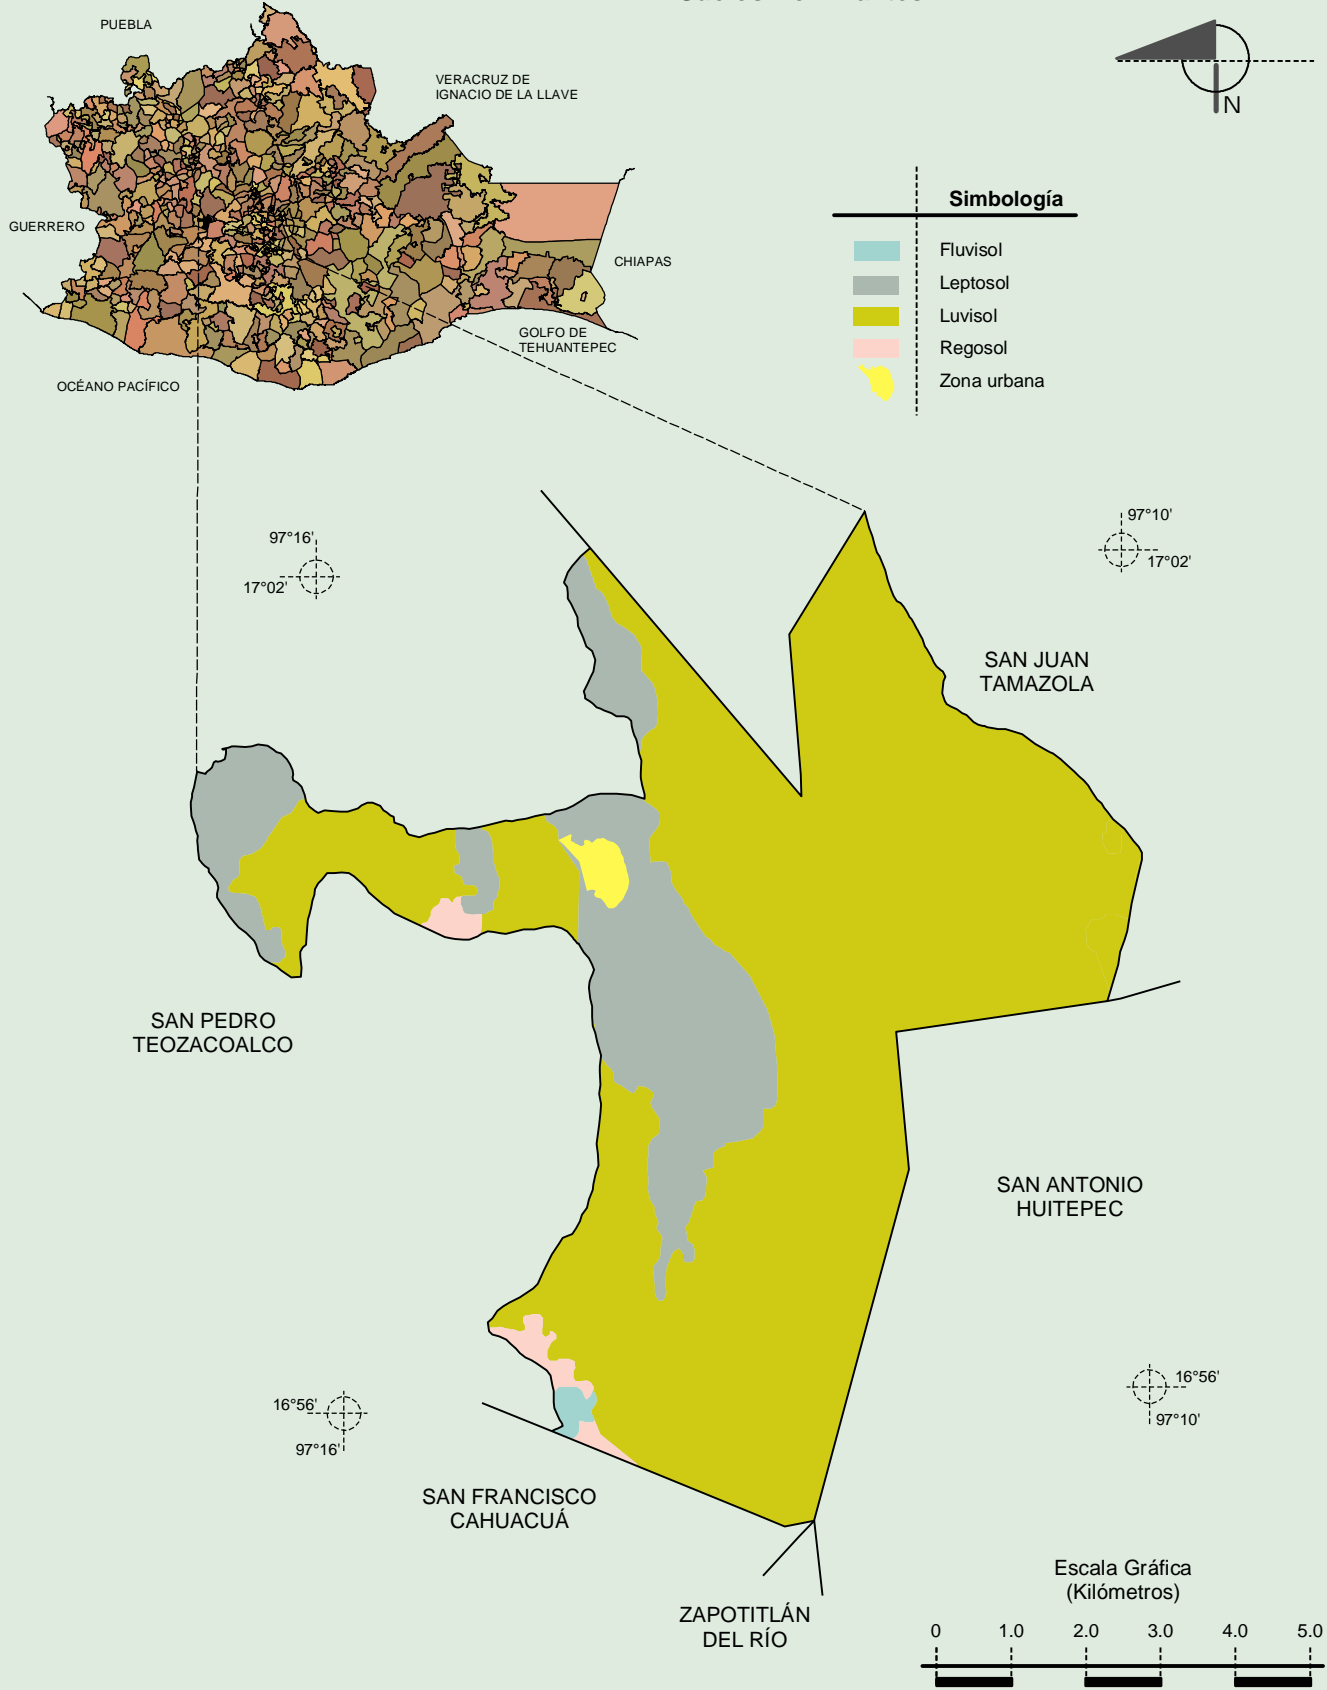 PUEBLA
VERACRUZ DE
IGNACIO DE LA LLAVE
GUERRERO
CHIAPAS
GOLFO DE
TEHUANTEPEC
OCÉANO PACÍFICO
N
Simbología
Fluvisol
Leptosol
Luvisol
Regosol
Zona urbana
97°16'
17°02'
97°10'
17°02'
SAN JUAN
TAMAZOLA
SAN PEDRO
TEOZACOALCO
SAN ANTONIO
HUITEPEC
16°56'
97°16'
16°56'
97°10'
SAN FRANCISCO
CAHUACUÁ
ZAPOTITLÁN
DEL RÍO
Escala Gráfica
(Kilómetros)
0 1.0 2.0 3.0 4.0 5.0